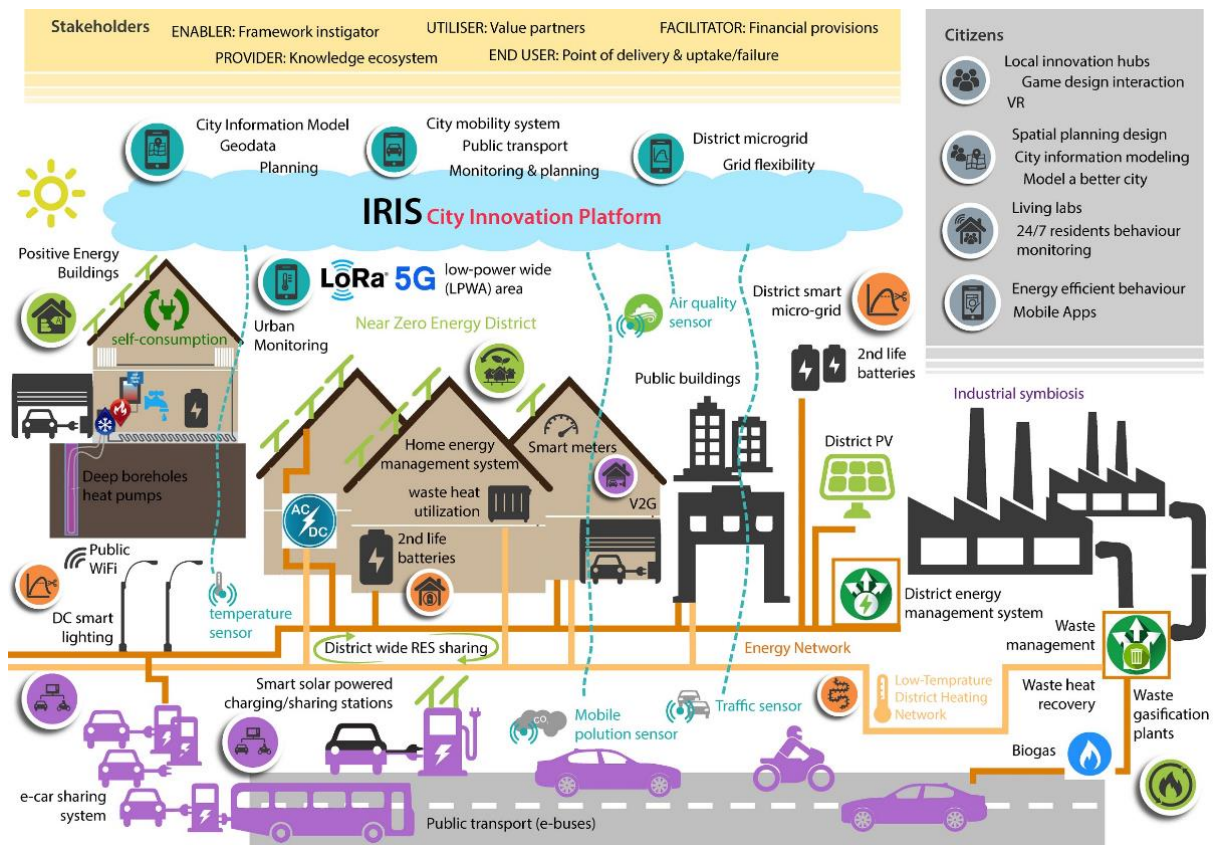 Stakeholders
ENABLER: Framework instigator
UTILISER: Value partners
FACILITATOR: Financial provisions
PROVIDER: Knowledge ecosystem
END USER: Point of delivery & uptake/failure
Citizens
Local innovation hubs
Game design interaction
VR
Spatial planning design
City information modeling
Model a better city
Living labs
24/7 residents behaviour
monitoring
Energy efficient behaviour
Mobile Apps
City Information Model
Geodata
Planning
City mobility system
Public transport
Monitoring & planning
District microgrid
Grid flexibility
IRIS City Innovation Platform
Positive Energy
Buildings
A
self-consumption
Urban
Monitoring
LoRa 5G
low-power wide
(LPWA) area
Near Zero Energy District
Air quality
sensor
District smart
micro-grid
2nd life
batteries
Public buildings
Industrial symbiosis
District PV
Deep boreholes
heat pumps
Home energy
management system
Smart meters
waste heat
utilization
V2G
AC
DC
2nd life
batteries
Public
WiFi
DC smart
lighting
temperature
sensor
District energy
management system
Waste
management
District wide RES sharing
Energy Network
Smart solar powered
charging/sharing stations
CO2
Mobile
polution sensor
Traffic sensor
Low-Temprature
District Heating
Network
Waste heat
recovery
Waste
gasification
plants
Biogas
e-car sharing
system
Public transport (e-buses)